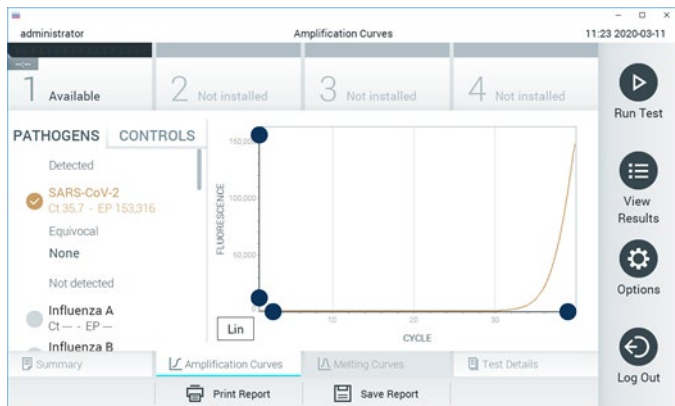 administrator
Amplification Curves
11:23 2020-03-11
1 Available
2 Not installed
3 Not installed
4 Not installed
Run Test
View
Results
Options
Log Out
PATHOGENS
CONTROLS
Detected
SARS-CoV-2
Ct 35.7 - EP 153,316
Equivocal
None
Not detected
Influenza A
Ct --- - EP ---
Influenza B
FLUORESCENCE
150,000
100,000
50,000
0
10
20
30
CYCLE
Lin
Summary
Amplification Curves
Melting Curves
Test Details
Print Report
Save Report